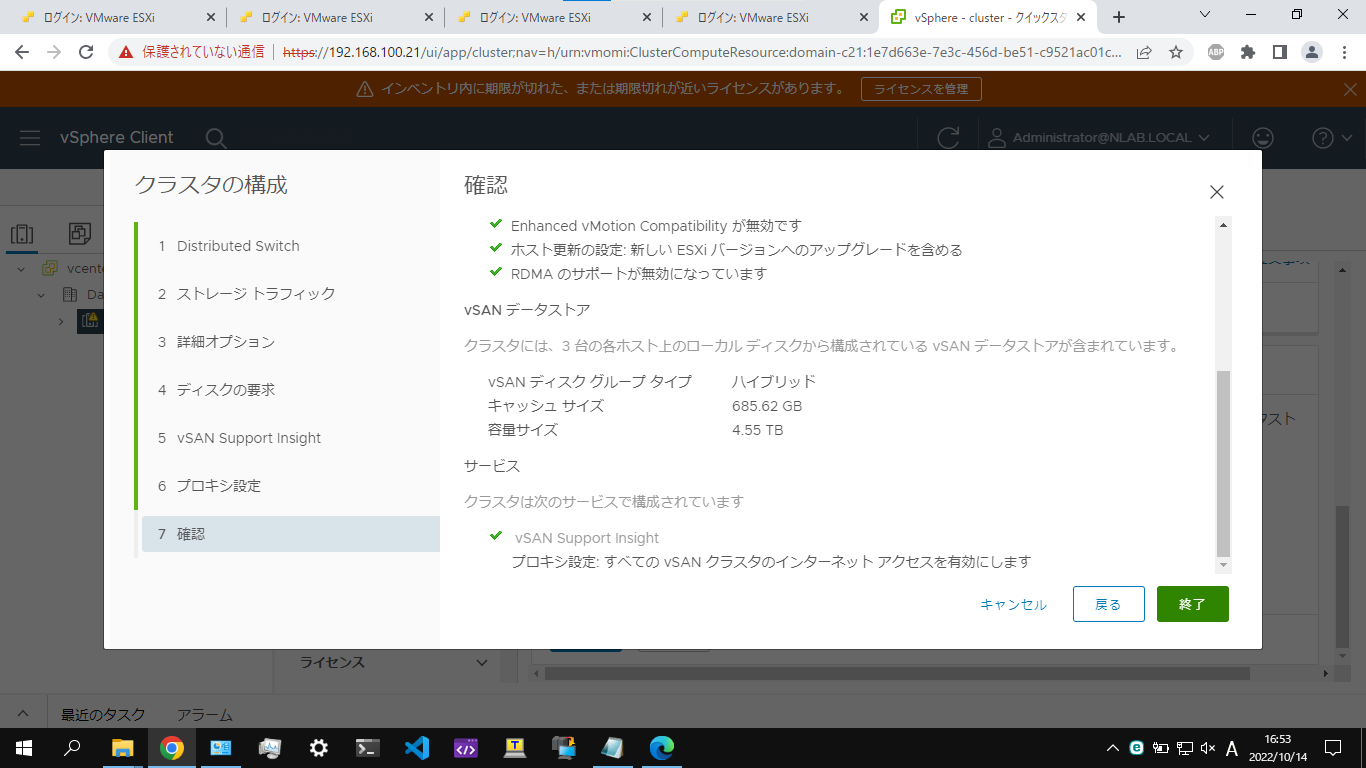 ログイン: VMware ESXi
ログイン: VMware ESXi
ログイン: VMware ESXi
ログイン: VMware ESXi
vSphere - cluster - クイックスタ
保護されていない通信
https://192.168.100.21/ui/app/cluster;nav=h/urn:vmomi:ClusterComputeResource:domain-c21:1e7d663e-7e3c-456d-be51-c9521ac01c...
ABP
インベントリ内に期限が切れた、または期限切れが近いライセンスがあります。
ライセンスを管理
vSphere Client
Administrator@NLAB.LOCAL
クラスタの構成
1 Distributed Switch
2 ストレージ トラフィック
3 詳細オプション
4 ディスクの要求
5 vSAN Support Insight
6 プロキシ設定
7 確認
確認
Enhanced vMotion Compatibility が無効です
ホスト更新の設定: 新しい ESXi バージョンへのアップグレードを含める
RDMA のサポートが無効になっています
vSAN データストア
クラスタには、3 台の各ホスト上のローカル ディスクから構成されている vSAN データストアが含まれています。
vSAN ディスク グループ タイプ ハイブリッド
キャッシュ サイズ 685.62 GB
容量サイズ 4.55 TB
サービス
クラスタは次のサービスで構成されています
vSAN Support Insight
プロキシ設定: すべての vSAN クラスタのインターネット アクセスを有効にします
キャンセル
戻る
終了
vcente
Da
タスト
ライセンス
最近のタスク
アラーム
A
16:53
2022/10/14